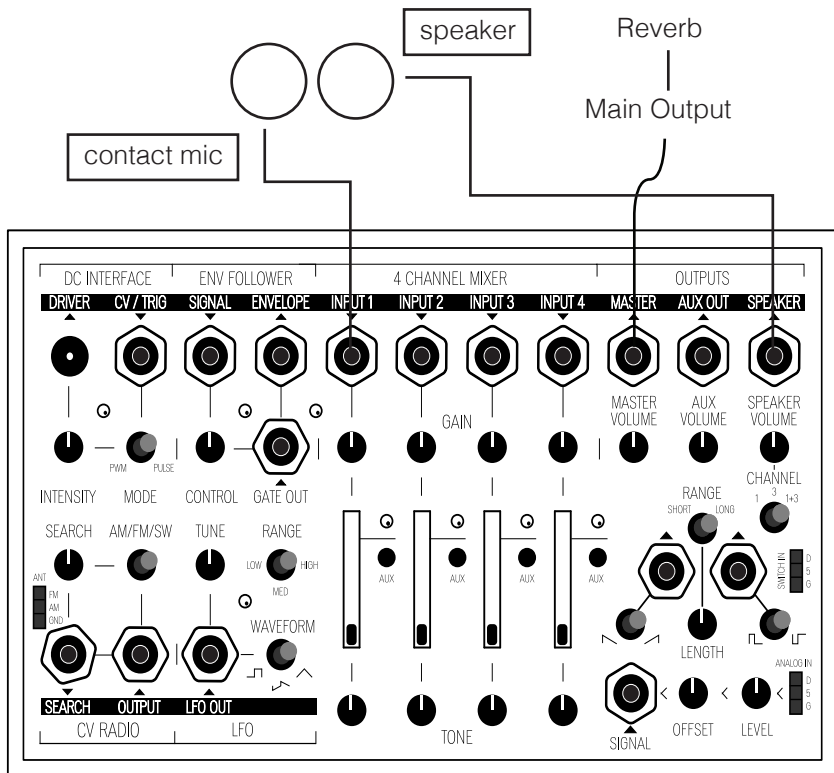 speaker
Reverb
Main Output
contact mic
DC INTERFACE ENV FOLLOWER 4 CHANNEL MIXER OUTPUTS
DRIVER CV / TRIG SIGNAL ENVELOPE INPUT 1 INPUT 2 INPUT 3 INPUT 4 MASTER AUX OUT SPEAKER
GAIN
MASTER VOLUME AUX VOLUME SPEAKER VOLUME
PWM PULSE
INTENSITY MODE CONTROL GATE OUT
RANGE CHANNEL
SHORT LONG 1 3 1+3
SEARCH AM/FM/SW TUNE RANGE
LOW HIGH
MED
AUX AUX AUX AUX
SWITCH IN D 5 G
ANT FM AM GND
WAVEFORM
LENGTH
ANALOG IN D 5 G
SEARCH OUTPUT LFO OUT
CV RADIO LFO
TONE
SIGNAL OFFSET LEVEL